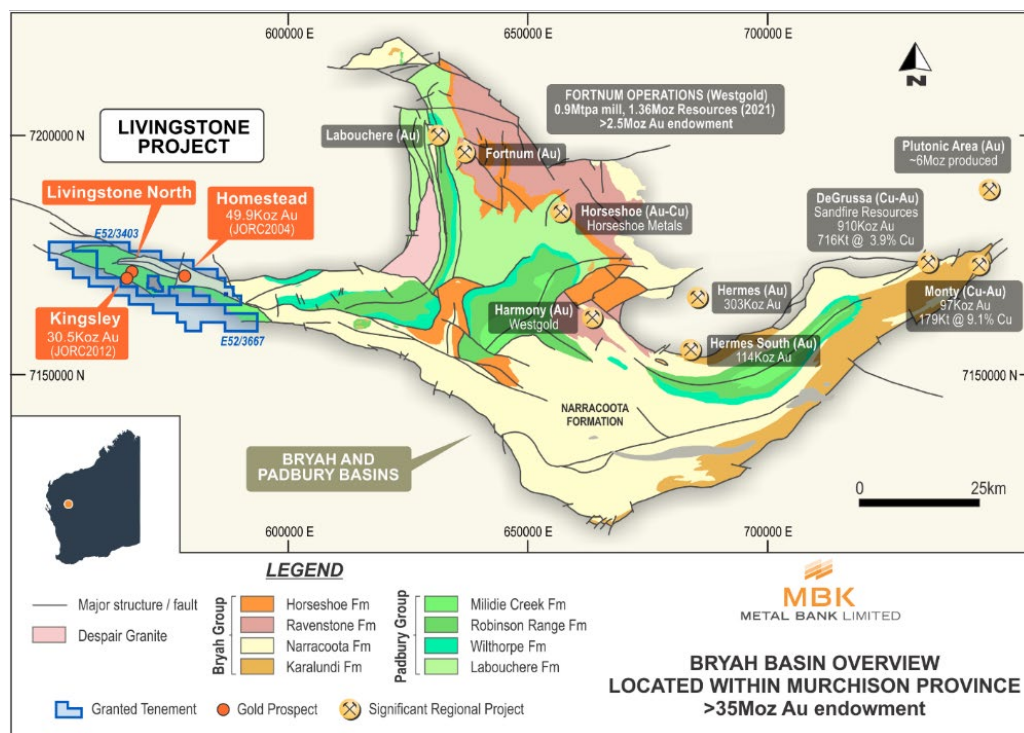 600000 E
650000 E
700000 E
7200000 N
7200000 N
LIVINGSTONE
PROJECT
FORTNUM OPERATIONS (Westgold)
0.9Mtpa mill, 1.36Moz Resources (2021)
>2.5Moz Au endowment
N
Labouchere (Au)
Fortnum (Au)
Plutonic Area (Au)
~6Moz produced
Livingstone North
Homestead
49.9Koz Au
(JORC2004)
Horseshoe (Au-Cu)
Horseshoe Metals
DeGrussa (Cu-Au)
Sandfire Resources
910Koz Au
716Kt @ 3.9% Cu
E52/3403
Kingsley
30.5Koz Au
(JORC2012)
E52/3667
Harmony (Au)
Westgold
Hermes (Au)
303Koz Au
Monty (Cu-Au)
97Koz Au
179Kt @ 9.1% Cu
Hermes South (Au)
114Koz Au
7150000 N
7150000 N
NARRACOOTA
FORMATION
BRYAH AND
PADBURY BASINS
0
25km
600000 E
650000 E
700000 E
LEGEND
Major structure / fault
Despair Granite
Bryah Group
Horseshoe Fm
Ravenstone Fm
Narracoota Fm
Karalundi Fm
Padbury Group
Milidie Creek Fm
Robinson Range Fm
Wilthorpe Fm
Labouchere Fm
Granted Tenement
Gold Prospect
Significant Regional Project
MBK
METAL BANK LIMITED
BRYAH BASIN OVERVIEW
LOCATED WITHIN MURCHISON PROVINCE
>35Moz Au endowment